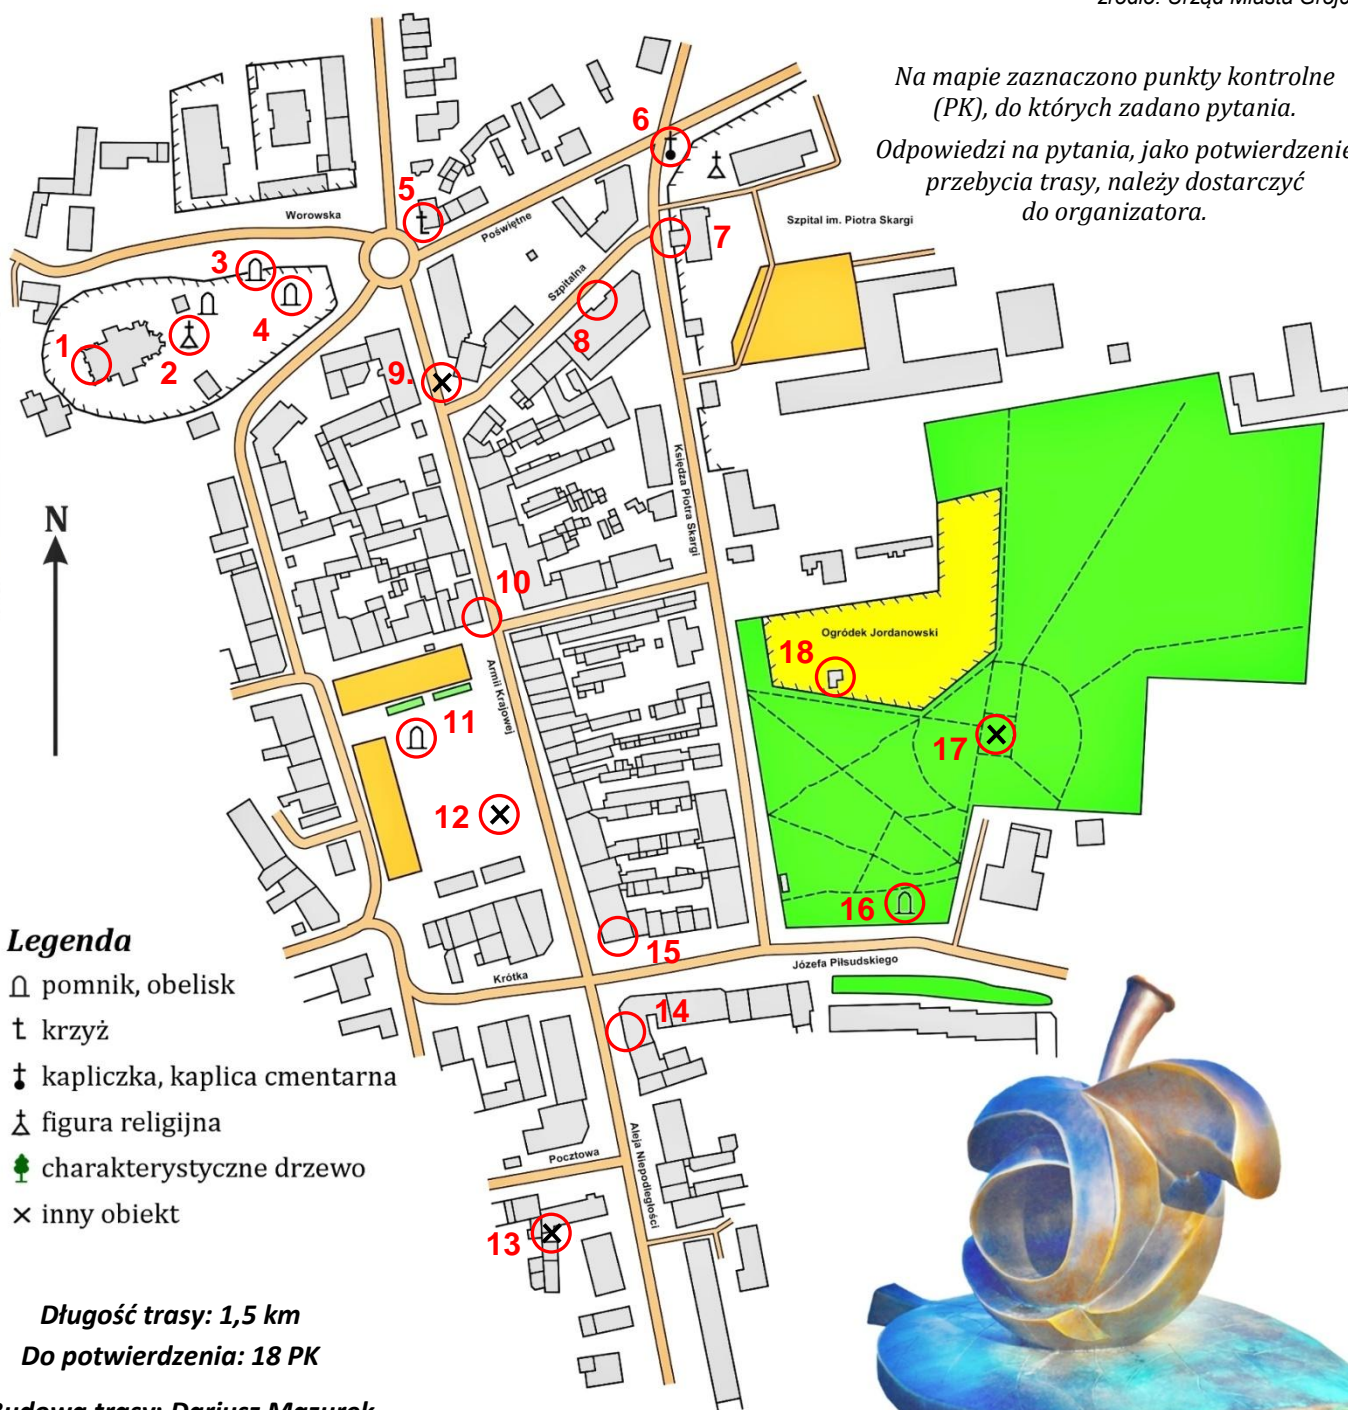 Na mapie zaznaczono punkty kontrolne
(PK), do których zadano pytania.
Odpowiedzi na pytania, jako potwierdzenie
przebycia trasy, należy dostarczyć
do organizatora.
6
5
Worowska
Poświętne
Szpital im. Piotra Skargi
7
3
Szpitalna
4
8
1
2
9.
Księdza Piotra Skargi
N
10
Ogródek Jordanowski
18
Armii Krajowej
11
17
12
16
15
Józefa Piłsudskiego
Krótka
14
Legenda
pomnik, obelisk
krzyż
kapliczka, kaplica cmentarna
figura religijna
charakterystyczne drzewo
inny obiekt
Aleja Niepodległości
Pocztowa
13
Długość trasy: 1,5 km
Do potwierdzenia: 18 PK
Budowa trasy: Dariusz Mazurek